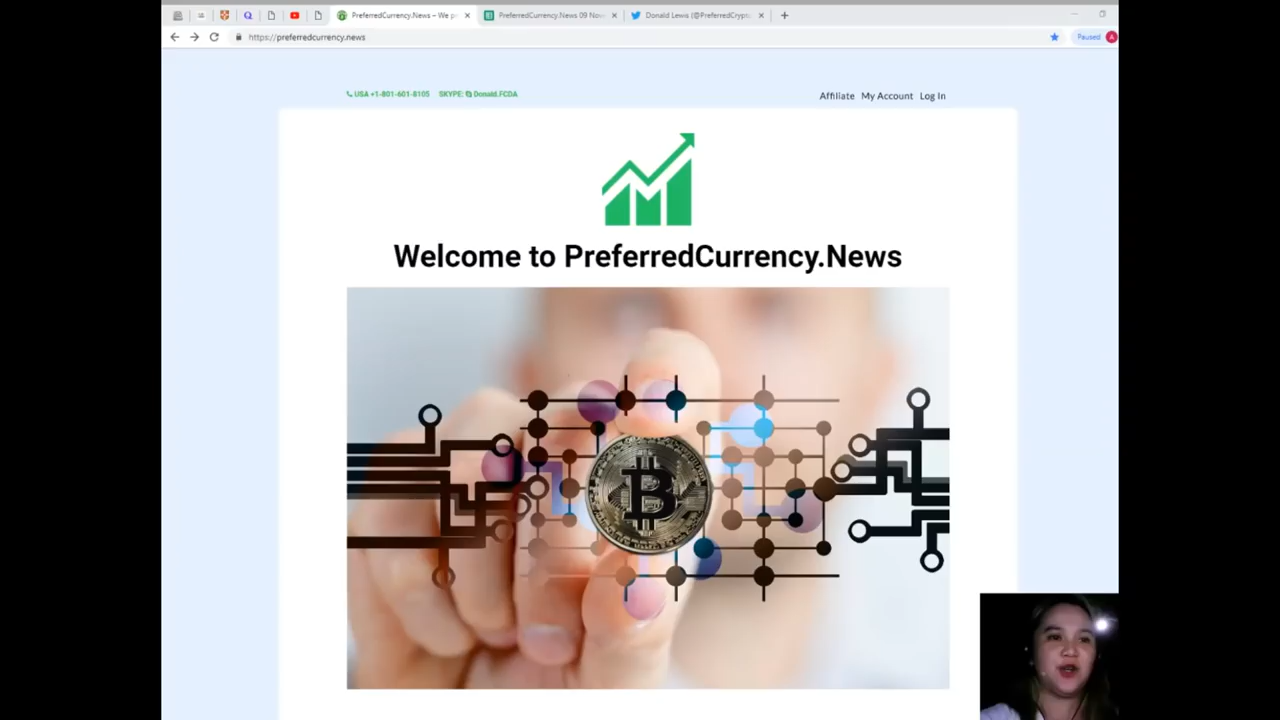 PreferredCurrency.News – We p
PreferredCurrency.News 09 Nov
Donald Lewis (@PreferredCrypt
https://preferredcurrency.news
Paused
A
USA +1-801-601-8105 SKYPE: Donald.FCDA
Affiliate My Account Log In
Welcome to PreferredCurrency.News